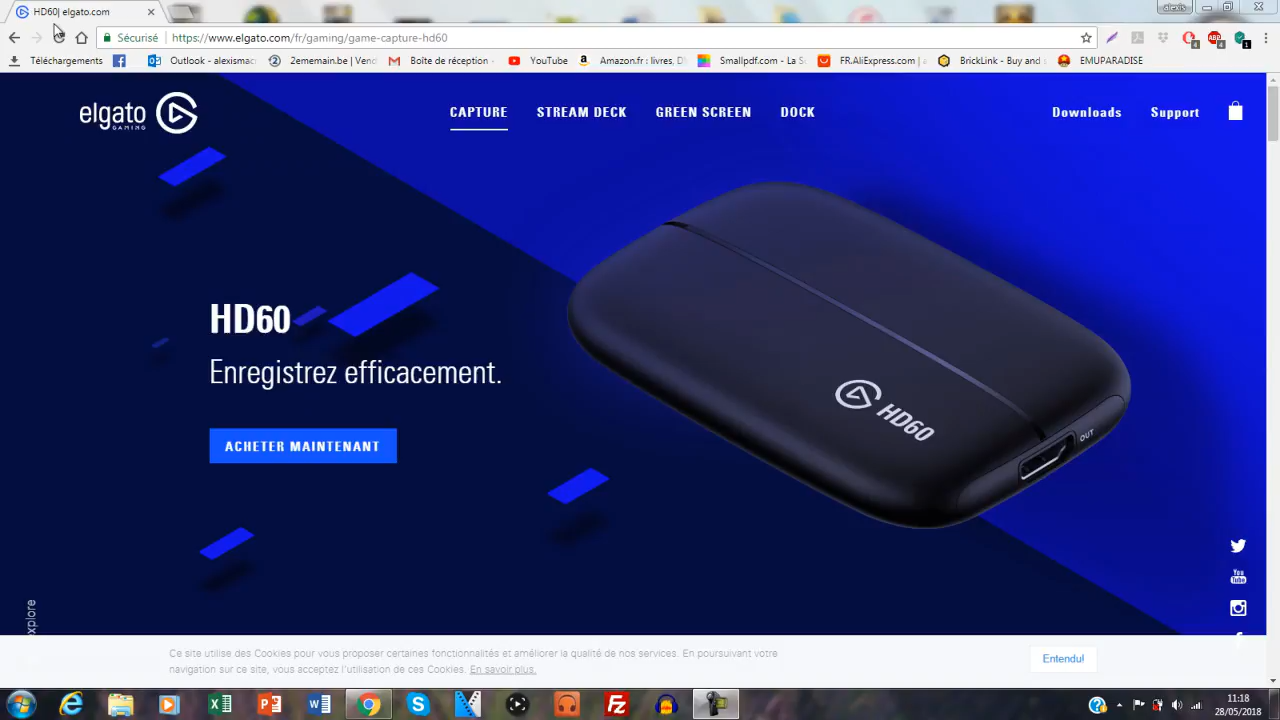 HD60| elgato.com
alexis
Sécurisé
https://www.elgato.com/fr/gaming/game-capture-hd60
Téléchargements
Outlook - alexismac
2ememain.be | Vend
Boîte de réception -
YouTube
Amazon.fr : livres, D
Smallpdf.com - La S
FR.AliExpress.com |
BrickLink - Buy and
EMUPARADISE
elgato
GAMING
CAPTURE
STREAM DECK
GREEN SCREEN
DOCK
Downloads
Support
HD60
Enregistrez efficacement.
ACHETER MAINTENANT
HD60
OUT
You
Tube
xplore
Ce site utilise des Cookies pour vous proposer certaines fonctionnalités et améliorer la qualité de nos services. En poursuivant votre
navigation sur ce site, vous acceptez l'utilisation de ces Cookies. En savoir plus.
Entendu!
11:18
28/05/2018